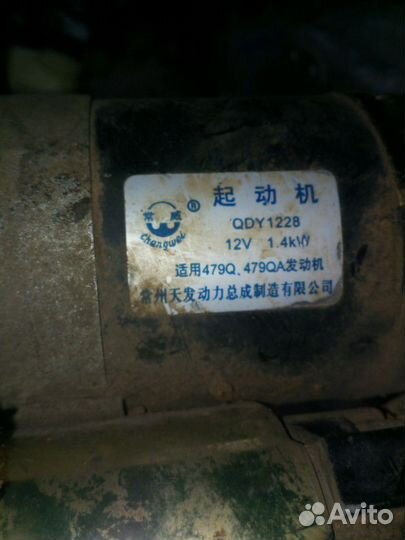 常威
Changwei
®
起动机
QDY1228
12V 1.4kW
适用479Q、479QA发动机
常州天发动力总成制造有限公司
Avito